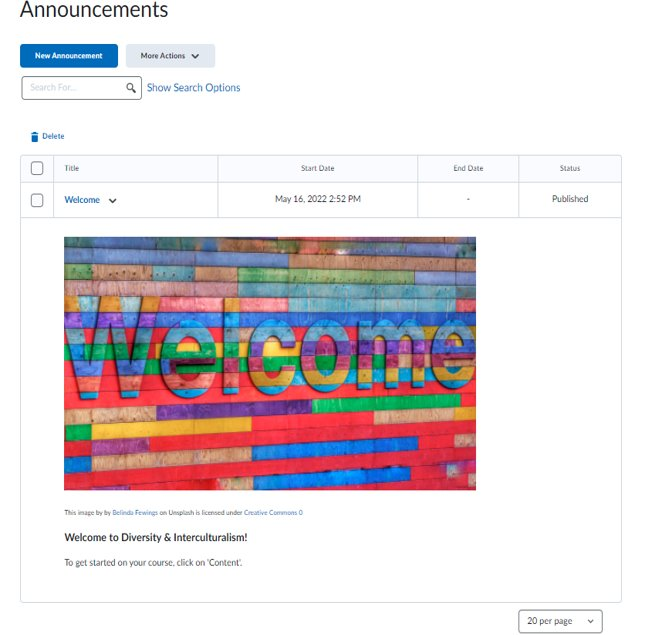 Announcements
New Announcement
More Actions
Search For...
Show Search Options
Delete
Title Start Date End Date Status
Welcome May 16, 2022 2:52 PM - Published
Welcome
This image by by Belinda Fewings on Unsplash is licensed under Creative Commons 0
Welcome to Diversity & Interculturalism!
To get started on your course, click on 'Content'.
20 per page